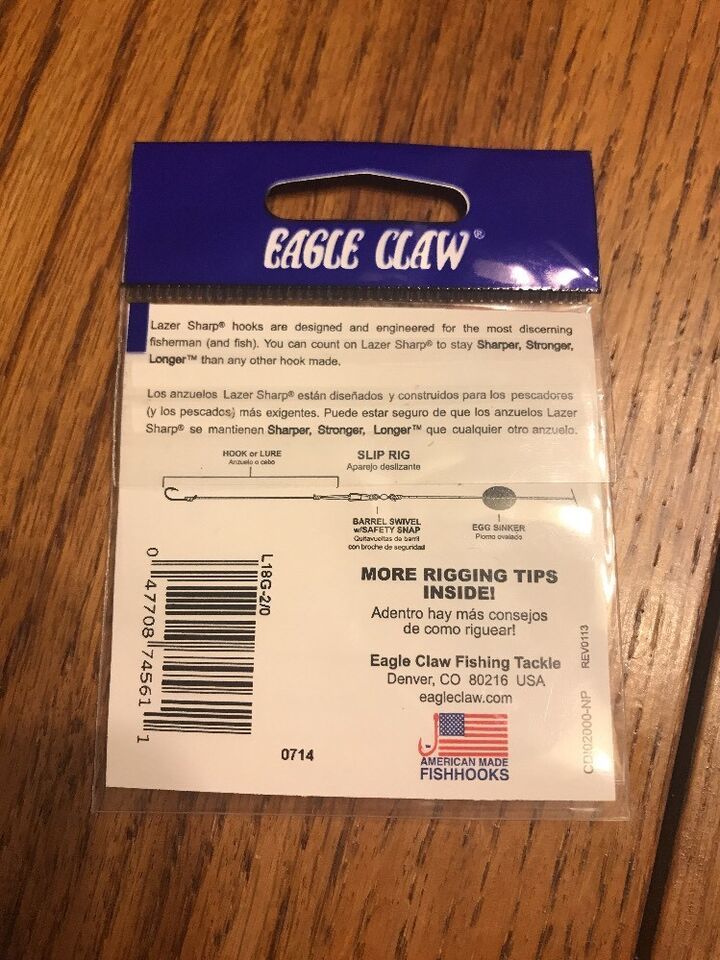 EAGLE CLAW®
Lazer Sharp® hooks are designed and engineered for the most discerning
fisherman (and fish). You can count on Lazer Sharp® to stay Sharper, Stronger,
Longer™ than any other hook made.
Los anzuelos Lazer Sharp® están diseñados y construidos para los pescadores
(y los pescados) más exigentes. Puede estar seguro de que los anzuelos Lazer
Sharp® se mantienen Sharper, Stronger, Longer™ que cualquier otro anzuelo.
HOOK or LURE
Anzuelo o cebo
SLIP RIG
Aparejo deslizante
BARREL SWIVEL
w/SAFETY SNAP
Quitavueltas de barril
con broche de seguridad
EGG SINKER
Plomo ovalado
L18G-2/0
0 47708 74561 1
MORE RIGGING TIPS
INSIDE!
Adentro hay más consejos
de como riguear!
Eagle Claw Fishing Tackle
Denver, CO 80216 USA
eagleclaw.com
AMERICAN MADE
FISHHOOKS
0714
CDI02000-NP REV0113